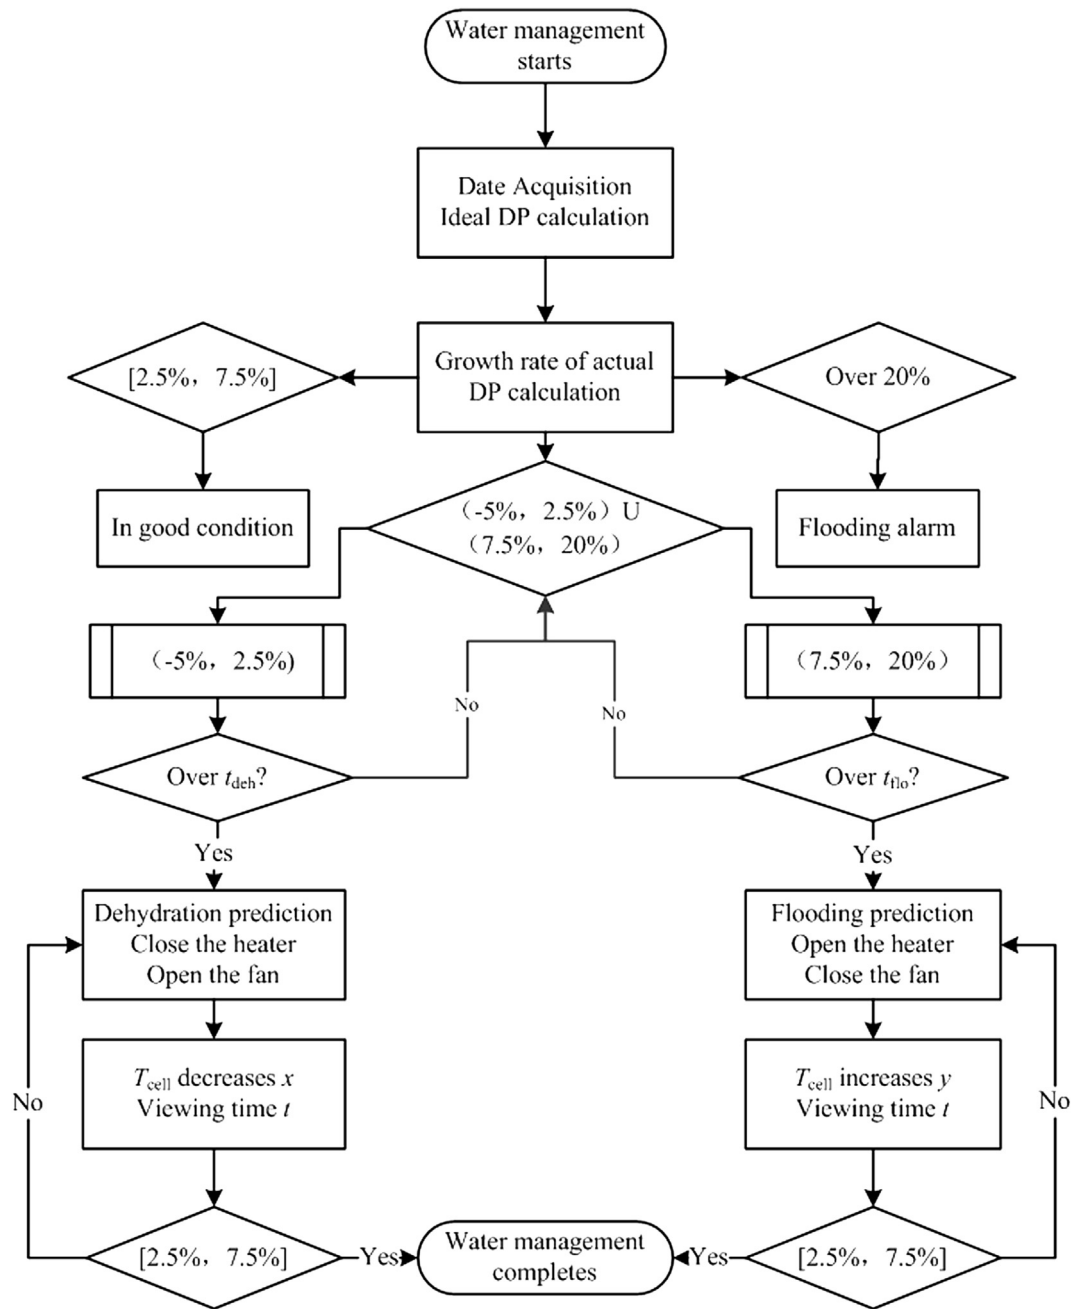 Water management
starts
Date Acquisition
Ideal DP calculation
[2.5%, 7.5%]
Growth rate of actual
DP calculation
Over 20%
In good condition
(-5%, 2.5%) U
(7.5%, 20%)
Flooding alarm
(-5%, 2.5%)
(7.5%, 20%)
No
No
Over tdeh?
Over tflo?
Yes
Yes
Dehydration prediction
Close the heater
Open the fan
Flooding prediction
Open the heater
Close the fan
Tcell decreases x
Viewing time t
Tcell increases y
Viewing time t
No
No
[2.5%, 7.5%]
Yes
Water management
completes
Yes
[2.5%, 7.5%]